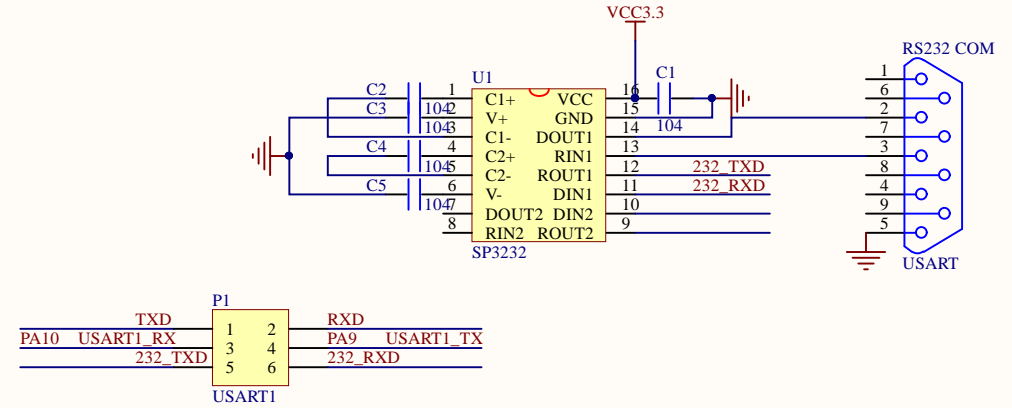 VCC3.3
RS232 COM
U1
C1
104
C2 1 C1+ VCC 16
C3 104 2 V+ GND 15
104 3 C1- DOUT1 14
C4 4 C2+ RIN1 13
104 5 C2- ROUT1 12 232_TXD
C5 6 V- DIN1 11 232_RXD
104 7 DOUT2 DIN2 10
8 RIN2 ROUT2 9
SP3232
1
6
2
7
3
8
4
9
5
USART
P1
TXD 1 2 RXD
PA10 USART1_RX 3 4 PA9 USART1_TX
232_TXD 5 6 232_RXD
USART1